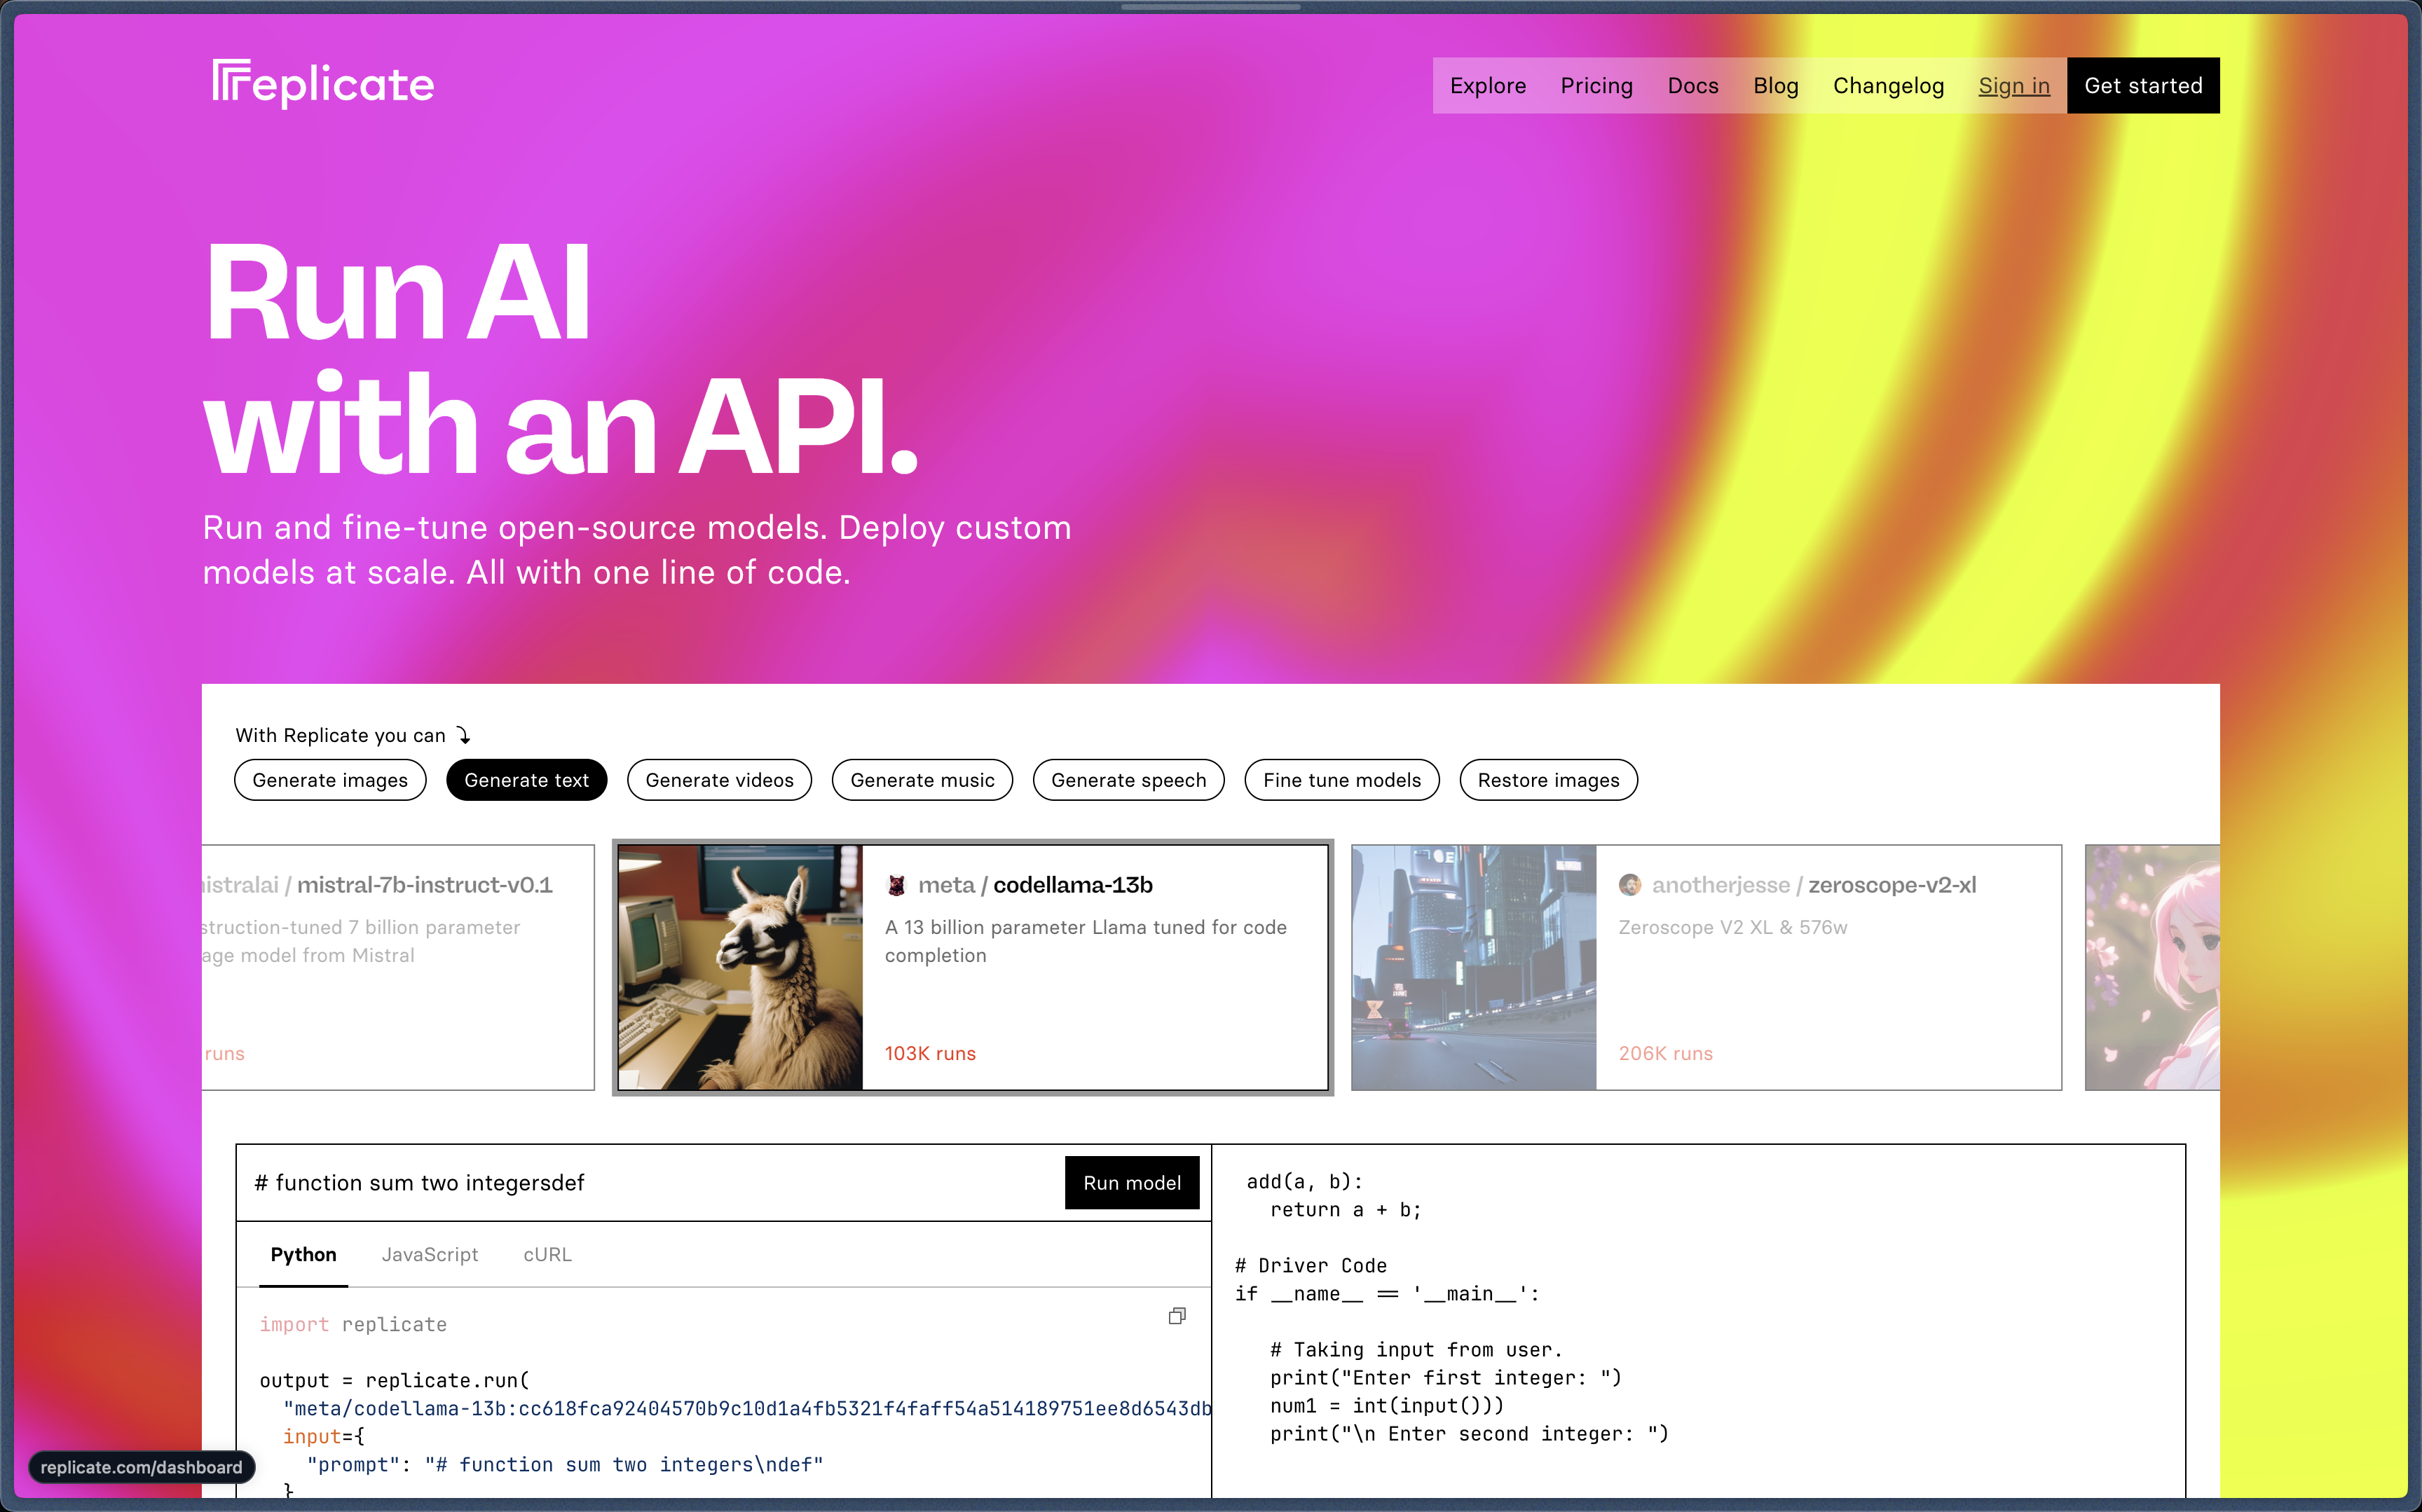 replicate
Explore Pricing Docs Blog Changelog Sign in Get started
Run AI
with an API.
Run and fine-tune open-source models. Deploy custom
models at scale. All with one line of code.
With Replicate you can
Generate images Generate text Generate videos Generate music Generate speech Fine tune models Restore images
istralai / mistral-7b-instruct-v0.1
struction-tuned 7 billion parameter
age model from Mistral
runs
meta / codellama-13b
A 13 billion parameter Llama tuned for code
completion
103K runs
anotherjesse / zeroscope-v2-xl
Zeroscope V2 XL & 576w
206K runs
# function sum two integersdef
Run model
Python JavaScript cURL
import replicate
output = replicate.run(
"meta/codellama-13b:cc618fca92404570b9c10d1a4fb5321f4faff54a514189751ee8d6543db
input={
"prompt": "# function sum two integers\ndef"
}
add(a, b):
return a + b;
# Driver Code
if __name__ == '__main__':
# Taking input from user.
print("Enter first integer: ")
num1 = int(input()))
print("\n Enter second integer: ")
replicate.com/dashboard